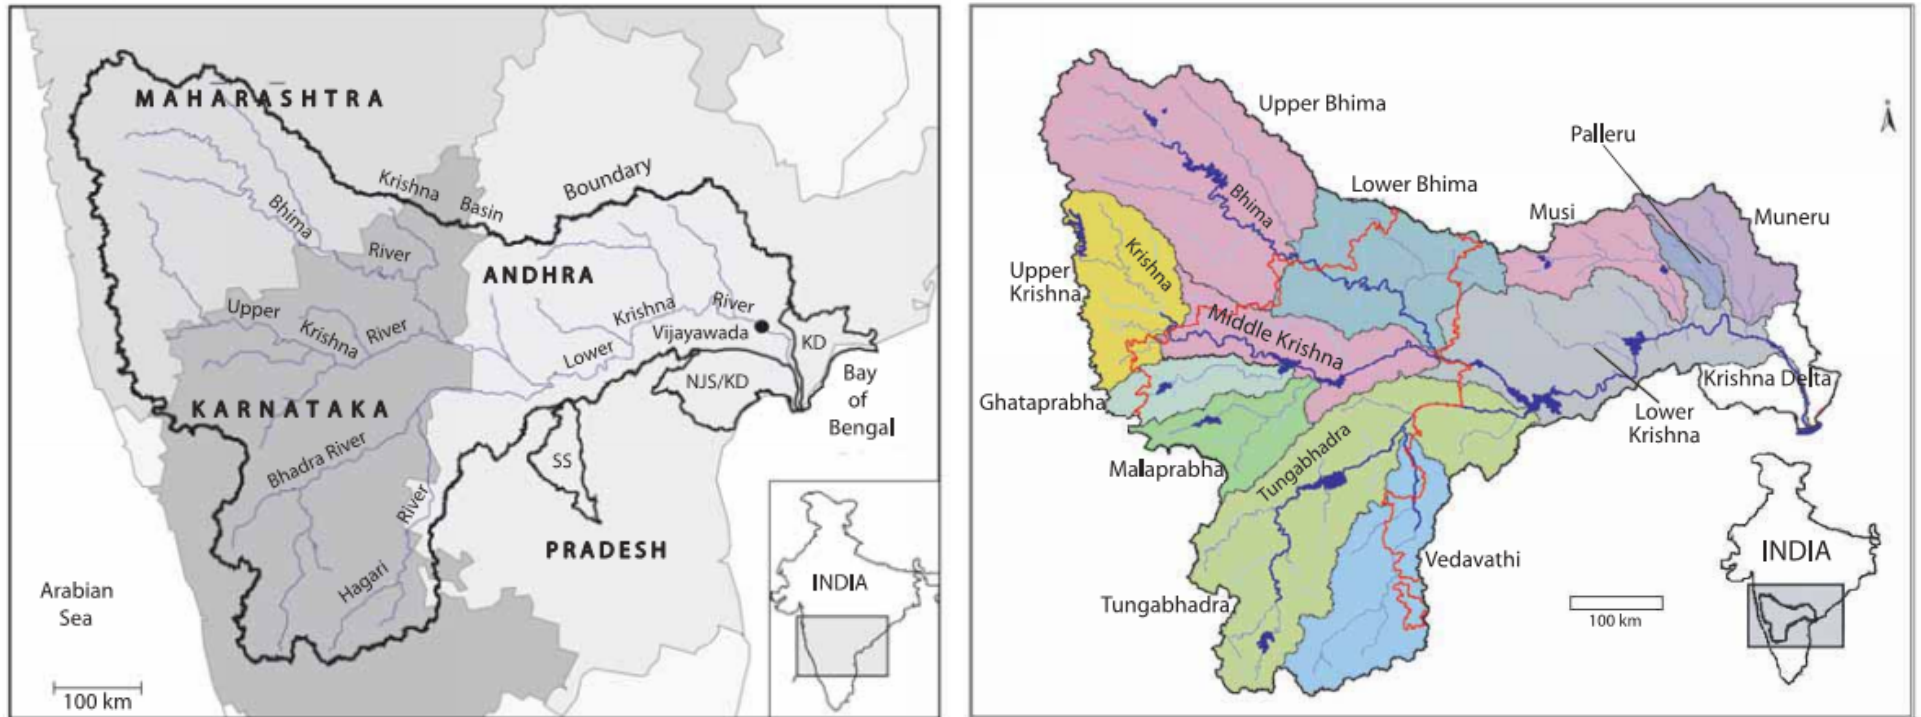 MAHARASHTRA
Krishna Basin Boundary
Bhima River
ANDHRA
Upper Krishna River
Lower Krishna River
Vijayawada
KD
NJS/KD
Bay
of
Bengal
KARNATAKA
Bhadra River
SS
Hagari River
PRADESH
Arabian
Sea
100 km
INDIA
Upper Bhima
Palleru
Lower Bhima
Bhima
Musi
Muneru
Krishna
Upper
Krishna
Middle Krishna
Krishna Delta
Ghataprabha
Lower
Krishna
Malaprabha
Tungabhadra
Vedavathi
INDIA
Tungabhadra
100 km